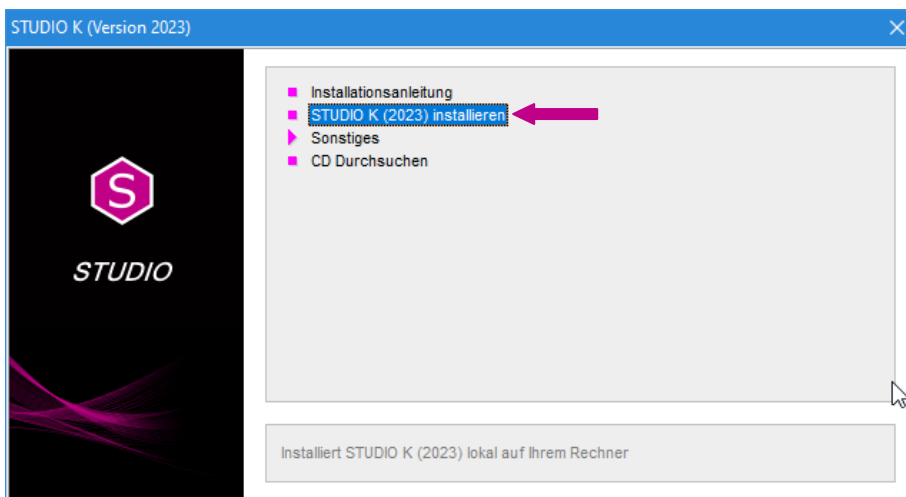 STUDIO K (Version 2023)
Installationsanleitung
STUDIO K (2023) installieren
Sonstiges
CD Durchsuchen
S
STUDIO
Installiert STUDIO K (2023) lokal auf Ihrem Rechner